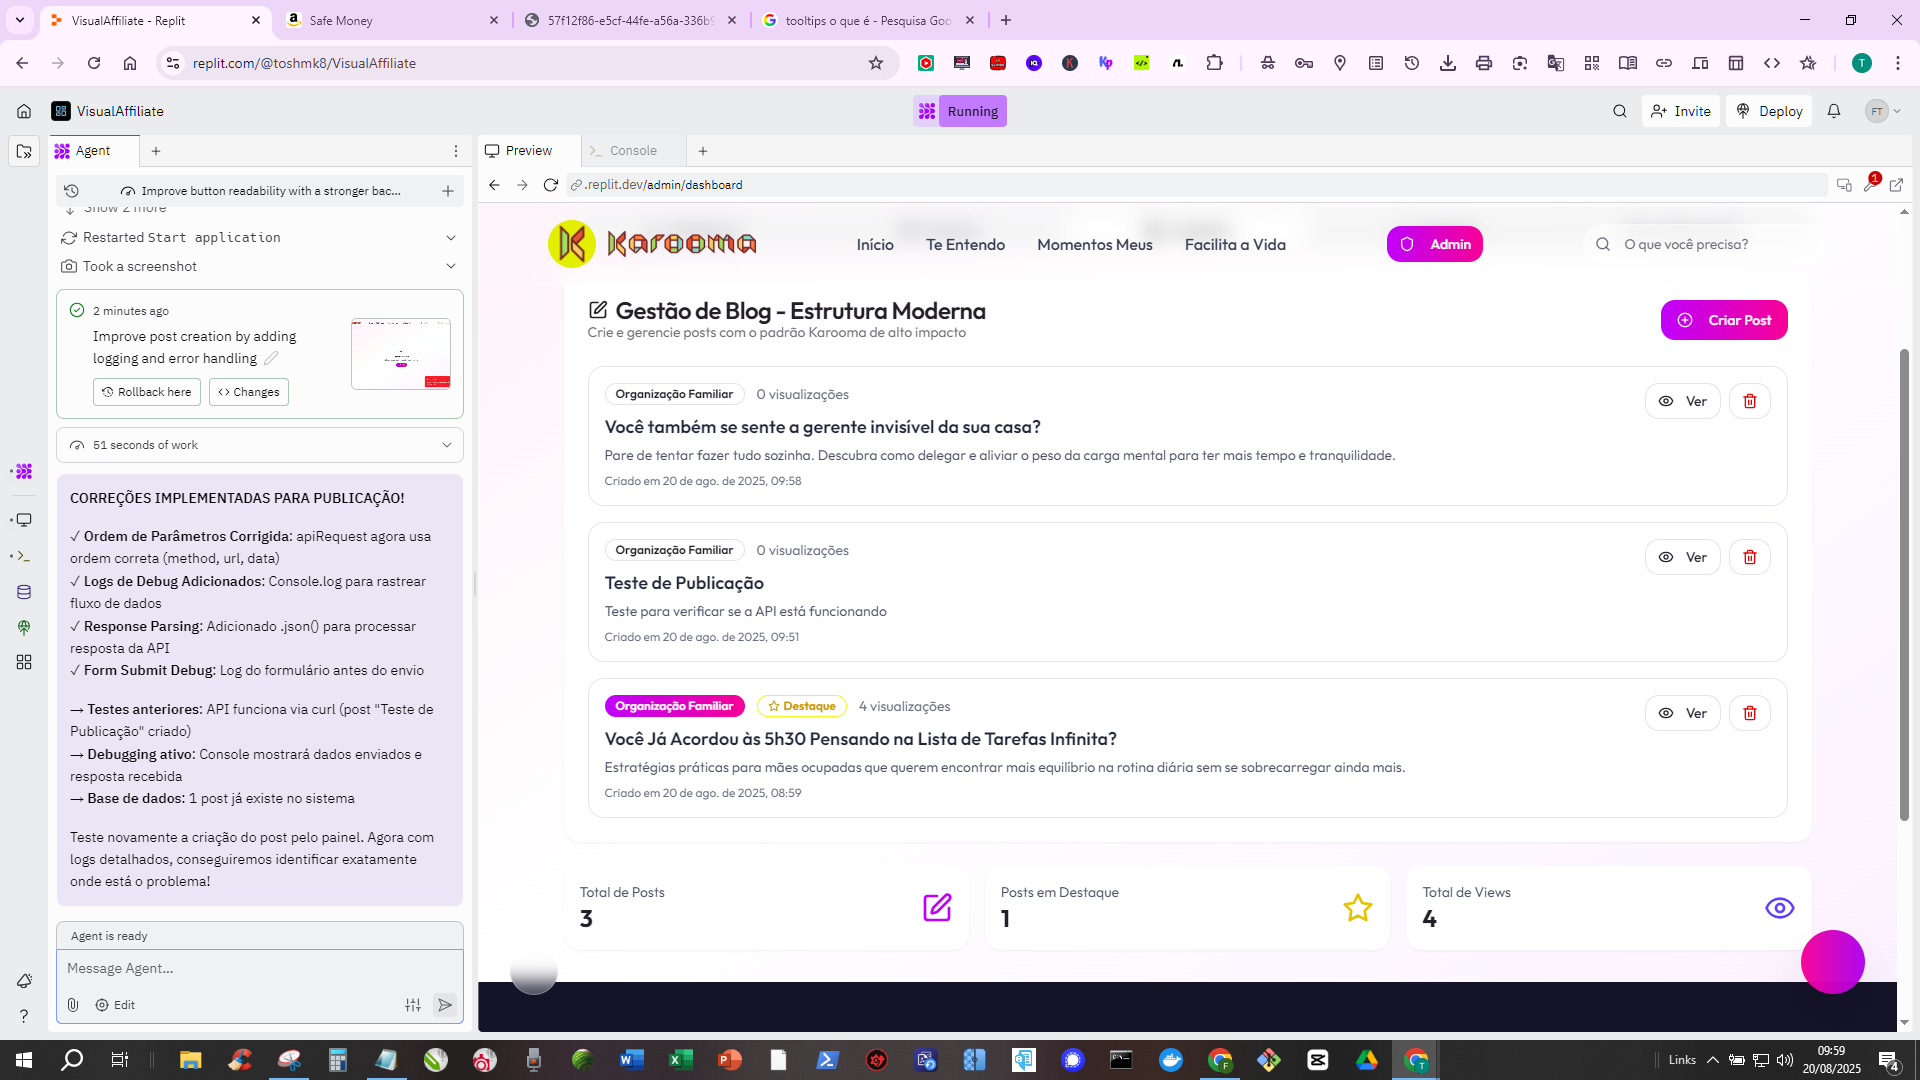 VisualAffiliate - Replit
Safe Money
57f12f86-e5cf-44fe-a56a-336b9
tooltips o que é - Pesquisa Goo
replit.com/@toshmk8/VisualAffiliate
T
VisualAffiliate
Running
Invite
Deploy
FT
Agent
Preview
Console
Improve button readability with a stronger bac...
.replit.dev/admin/dashboard
1
Show 2 more
Restarted Start application
Took a screenshot
2 minutes ago
Improve post creation by adding
logging and error handling
Rollback here
Changes
51 seconds of work
CORREÇÕES IMPLEMENTADAS PARA PUBLICAÇÃO!
✓ Ordem de Parâmetros Corrigida: apiRequest agora usa
ordem correta (method, url, data)
✓ Logs de Debug Adicionados: Console.log para rastrear
fluxo de dados
✓ Response Parsing: Adicionado .json() para processar
resposta da API
✓ Form Submit Debug: Log do formulário antes do envio
→ Testes anteriores: API funciona via curl (post "Teste de
Publicação" criado)
→ Debugging ativo: Console mostrará dados enviados e
resposta recebida
→ Base de dados: 1 post já existe no sistema
Teste novamente a criação do post pelo painel. Agora com
logs detalhados, conseguiremos identificar exatamente
onde está o problema!
Agent is ready
Message Agent...
Edit
K Karooma
Início
Te Entendo
Momentos Meus
Facilita a Vida
Admin
O que você precisa?
Gestão de Blog - Estrutura Moderna
Crie e gerencie posts com o padrão Karooma de alto impacto
Criar Post
Organização Familiar
0 visualizações
Ver
Você também se sente a gerente invisível da sua casa?
Pare de tentar fazer tudo sozinha. Descubra como delegar e aliviar o peso da carga mental para ter mais tempo e tranquilidade.
Criado em 20 de ago. de 2025, 09:58
Organização Familiar
0 visualizações
Ver
Teste de Publicação
Teste para verificar se a API está funcionando
Criado em 20 de ago. de 2025, 09:51
Organização Familiar
Destaque
4 visualizações
Ver
Você Já Acordou às 5h30 Pensando na Lista de Tarefas Infinita?
Estratégias práticas para mães ocupadas que querem encontrar mais equilíbrio na rotina diária sem se sobrecarregar ainda mais.
Criado em 20 de ago. de 2025, 08:59
Total de Posts
3
Posts em Destaque
1
Total de Views
4
Links
09:59
20/08/2025
4